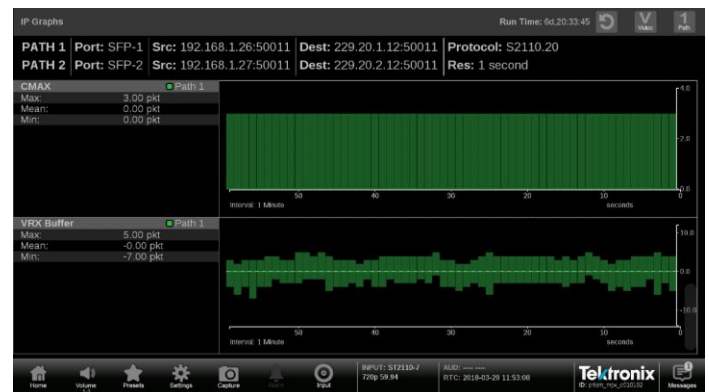 IP Graphs Run Time: 6d,20:33:45 V Video 1 Path
PATH 1 Port: SFP-1 Src: 192.168.1.26:50011 Dest: 229.20.1.12:50011 Protocol: S2110.20
PATH 2 Port: SFP-2 Src: 192.168.1.27:50011 Dest: 229.20.2.12:50011 Res: 1 second
CMAX Path 1
Max: 3.00 pkt
Mean: 0.00 pkt
Min: 0.00 pkt
4.0
2.0
0.0
50 40 30 20 10 0
Interval: 1 Minute seconds
VRX Buffer Path 1
Max: 5.00 pkt
Mean: -0.00 pkt
Min: -7.00 pkt
10.0
0.0
-10.0
50 40 30 20 10 0
Interval: 1 Minute seconds
INPUT: ST2110-7 AUD: ---- ----
720p 59.94 RTC: 2018-03-29 11:53:08
Tektronix
Home Volume Presets Settings Capture Alarm Input Messages